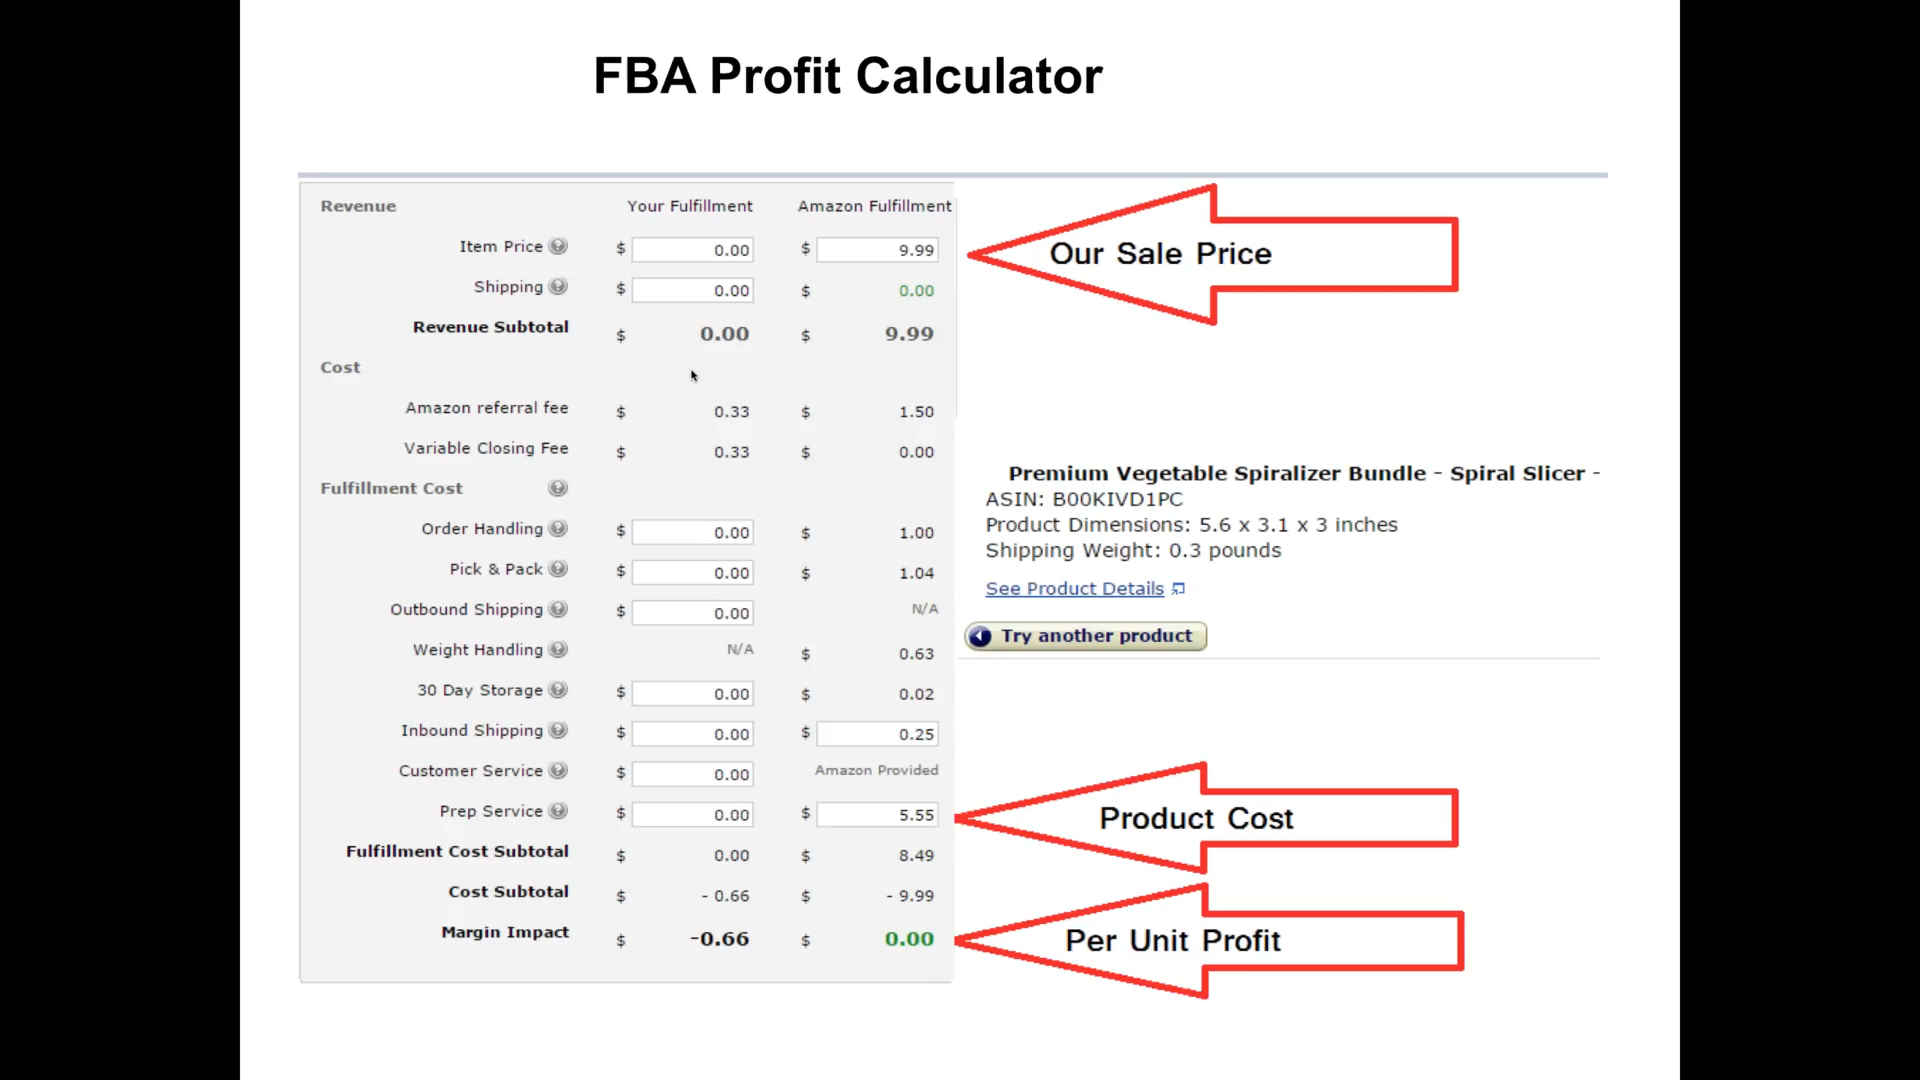 FBA Profit Calculator
Revenue Your Fulfillment Amazon Fulfillment
Item Price $ 0.00 $ 9.99
Our Sale Price
Shipping $ 0.00 $ 0.00
Revenue Subtotal $ 0.00 $ 9.99
Cost
Amazon referral fee $ 0.33 $ 1.50
Variable Closing Fee $ 0.33 $ 0.00
Fulfillment Cost
Order Handling $ 0.00 $ 1.00
Pick & Pack $ 0.00 $ 1.04
Outbound Shipping $ 0.00 N/A
Weight Handling N/A $ 0.63
30 Day Storage $ 0.00 $ 0.02
Inbound Shipping $ 0.00 $ 0.25
Customer Service $ 0.00 Amazon Provided
Prep Service $ 0.00 $ 5.55
Product Cost
Fulfillment Cost Subtotal $ 0.00 $ 8.49
Cost Subtotal $ - 0.66 $ - 9.99
Margin Impact $ -0.66 $ 0.00
Per Unit Profit
Premium Vegetable Spiralizer Bundle - Spiral Slicer -
ASIN: B00KIVD1PC
Product Dimensions: 5.6 x 3.1 x 3 inches
Shipping Weight: 0.3 pounds
See Product Details
Try another product